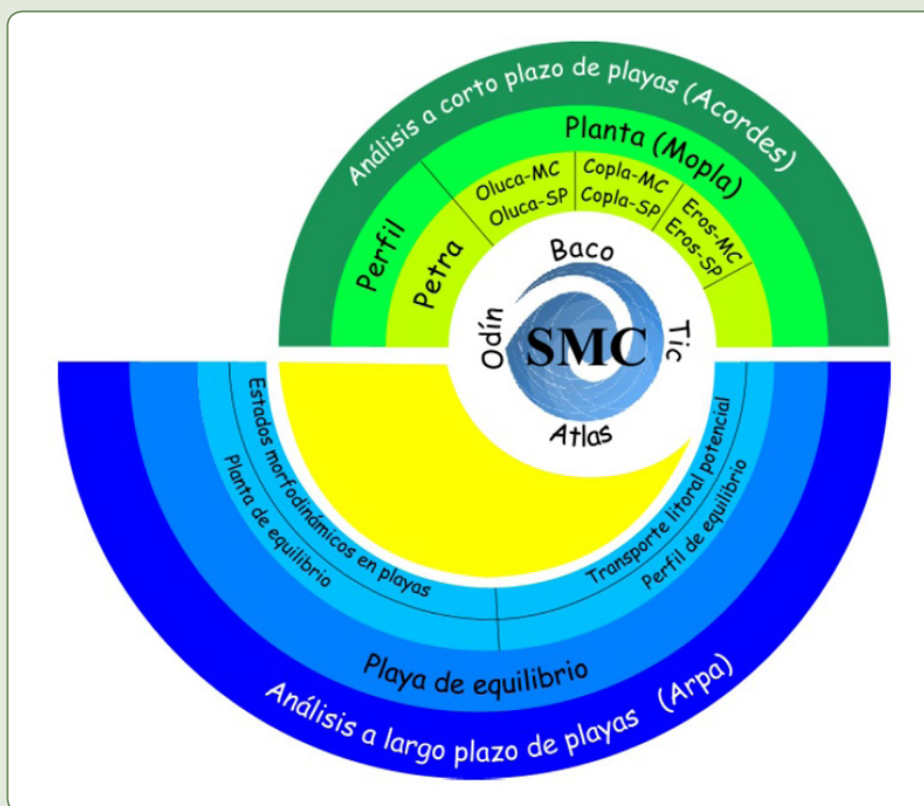 Análisis a corto plazo de playas (Acordes)
Planta (Mopla)
Perfil
Petra
Oluca-MC
Oluca-SP
Copla-MC
Copla-SP
Eros-MC
Eros-SP
Baco
Odín
SMC
Tic
Atlas
Estados morfodinámicos en playas
Planta de equilibrio
Transporte litoral potencial
Perfil de equilibrio
Playa de equilibrio
Análisis a largo plazo de playas (Arpa)